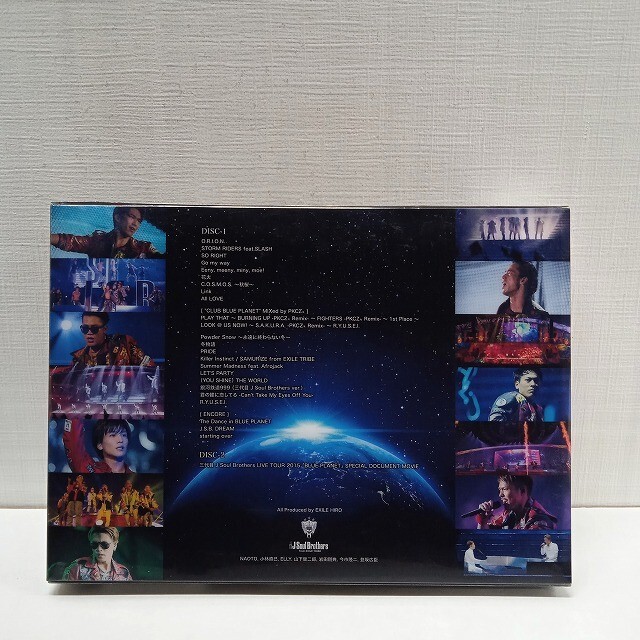 DISC-1
O.R.I.O.N.
STORM RIDERS feat.SLASH
SO RIGHT
Go my way
Eeny, meeny, miny, moe!
花火
C.O.S.M.O.S. ～秋桜～
Link
All LOVE
[ "CLUB BLUE PLANET" MiXed by PKCZ® ]
PLAY THAT ～ BURNING UP -PKCZ® Remix- ～ FIGHTERS -PKCZ® Remix- ～ 1st Place ～
LOOK @ US NOW! ～ S.A.K.U.R.A. -PKCZ® Remix- ～ R.Y.U.S.E.I.
Powder Snow ～永遠に終わらない冬～
冬物語
PRIDE
Killer Instinct / SAMURIZE from EXILE TRIBE
Summer Madness feat. Afrojack
LET'S PARTY
(YOU SHINE) THE WORLD
銀河鉄道999 (三代目 J Soul Brothers ver.)
君の瞳に恋してる -Can't Take My Eyes Off You-
R.Y.U.S.E.I.
[ ENCORE ]
The Dance in BLUE PLANET
J.S.B. DREAM
starting over
DISC-2
三代目 J Soul Brothers LIVE TOUR 2015「BLUE PLANET」SPECIAL DOCUMENT MOVIE
All Produced by EXILE HIRO
J Soul Brothers
NAOTO, 小林直己, ELLY, 山下健二郎, 岩田剛典, 今市隆二, 登坂広臣